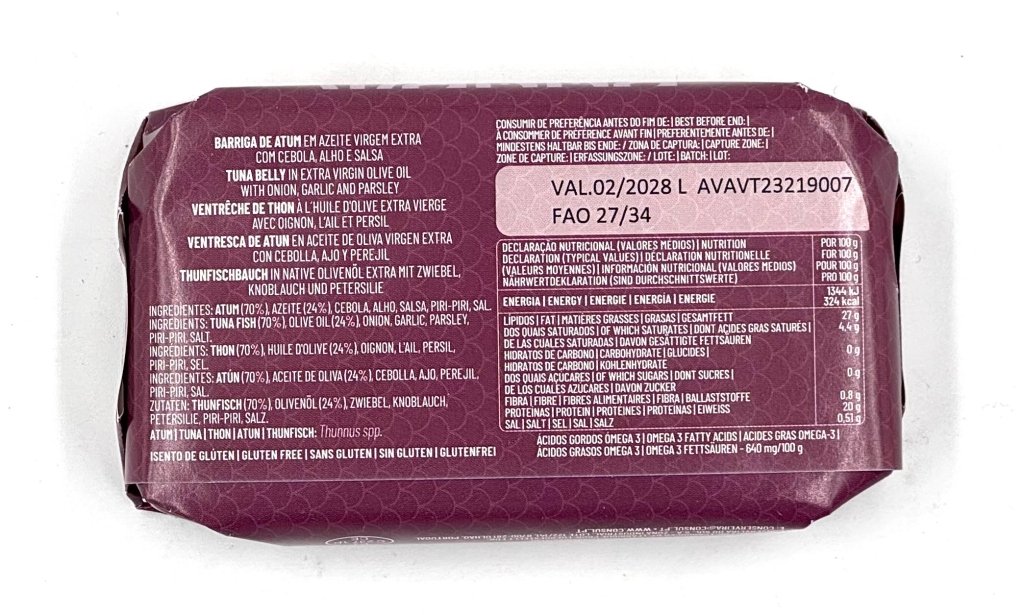 BARRIGA DE ATUM EM AZEITE VIRGEM EXTRA
COM CEBOLA, ALHO E SALSA
TUNA BELLY IN EXTRA VIRGIN OLIVE OIL
WITH ONION, GARLIC AND PARSLEY
VENTRÊCHE DE THON À L'HUILE D'OLIVE EXTRA VIERGE
AVEC OIGNON, L'AIL ET PERSIL
VENTRESCA DE ATUN EN ACEITE DE OLIVA VIRGEN EXTRA
CON CEBOLLA, AJO Y PEREJIL
THUNFISCHBAUCH IN NATIVE OLIVENÖL EXTRA MIT ZWIEBEL,
KNOBLAUCH UND PETERSILIE
INGREDIENTES: ATUM (70%), AZEITE (24%), CEBOLA, ALHO, SALSA, PIRI-PIRI, SAL.
INGREDIENTS: TUNA FISH (70%), OLIVE OIL (24%), ONION, GARLIC, PARSLEY,
PIRI-PIRI, SALT.
INGRÉDIENTS: THON (70%), HUILE D'OLIVE (24%), OIGNON, L'AIL, PERSIL,
PIRI-PIRI, SEL.
INGREDIENTES: ATÚN (70%), ACEITE DE OLIVA (24%), CEBOLLA, AJO, PEREJIL,
PIRI-PIRI, SAL.
ZUTATEN: THUNFISCH (70%), OLIVENÖL (24%), ZWIEBEL, KNOBLAUCH,
PETERSILIE, PIRI-PIRI, SALZ.
ATUM | TUNA | THON | ATUN | THUNFISCH: Thunnus spp.
ISENTO DE GLÚTEN | GLUTEN FREE | SANS GLUTEN | SIN GLUTEN | GLUTENFREI
CONSUMIR DE PREFERÊNCIA ANTES DO FIM DE: | BEST BEFORE END: |
À CONSOMMER DE PRÉFÉRENCE AVANT FIN | PREFERENTEMENTE ANTES DE: |
MINDESTENS HALTBAR BIS ENDE: / ZONA DE CAPTURA: | CAPTURE ZONE: |
ZONE DE CAPTURE: | ERFASSUNGSZONE: / LOTE: | BATCH: | LOT:
VAL.02/2028 L AVAVT23219007
FAO 27/34
DECLARAÇÃO NUTRICIONAL (VALORES MÉDIOS) | NUTRITION POR 100 g
DECLARATION (TYPICAL VALUES) | DÉCLARATION NUTRITIONELLE FOR 100 g
(VALEURS MOYENNES) | INFORMACIÓN NUTRICIONAL (VALORES MEDIOS) POUR 100 g
NÄHRWERTDEKLARATION (SIND DURCHSCHNITTSWERTE) PRO 100 g
ENERGIA | ENERGY | ENERGIE | ENERGÍA | ENERGIE 1344 kJ
324 kcal
LÍPIDOS | FAT | MATIÈRES GRASSES | GRASAS | GESAMTFETT 27 g
DOS QUAIS SATURADOS | OF WHICH SATURATES | DONT ACIDES GRAS SATURÉS | 4,4 g
DE LAS CUALES SATURADAS | DAVON GESÄTTIGTE FETTSÄUREN
HIDRATOS DE CARBONO | CARBOHYDRATE | GLUCIDES | 0 g
HIDRATOS DE CARBONO | KOHLENHYDRATE
DOS QUAIS AÇÚCARES | OF WHICH SUGARS | DONT SUCRES | 0 g
DE LOS CUALES AZÚCARES | DAVON ZUCKER
FIBRA | FIBRE | FIBRES ALIMENTAIRES | FIBRA | BALLASTSTOFFE 0,8 g
PROTEÍNAS | PROTEIN | PROTÉINES | PROTEÍNAS | EIWEISS 20 g
SAL | SALT | SEL | SAL | SALZ 0,51 g
ÁCIDOS GORDOS ÓMEGA 3 | OMEGA 3 FATTY ACIDS | ACIDES GRAS OMEGA-3 |
ÁCIDOS GRASOS OMEGA 3 | OMEGA 3 FETTSÄUREN - 640 mg/100 g
WWW.CONSUL.PT